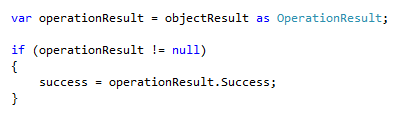 var operationResult = objectResult as OperationResult;
if (operationResult != null)
{
    success = operationResult.Success;
}